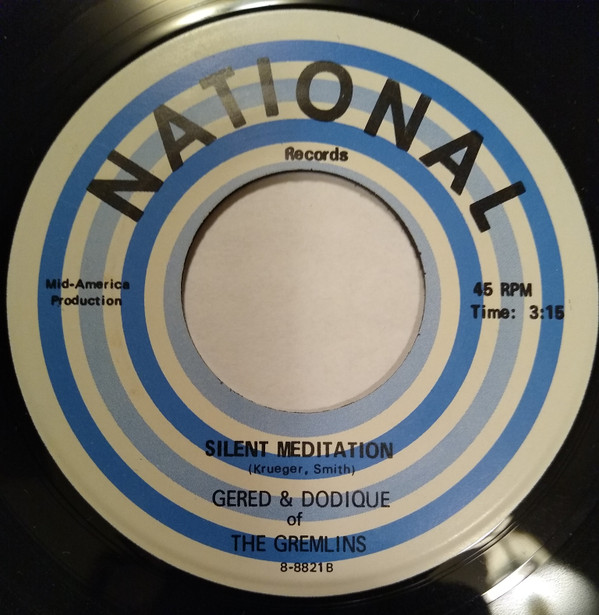 NATIONAL
Records
Mid-America
Production
45 RPM
Time: 3:15
SILENT MEDITATION
(Krueger, Smith)
GERED & DODIQUE
of
THE GREMLINS
8-8821B